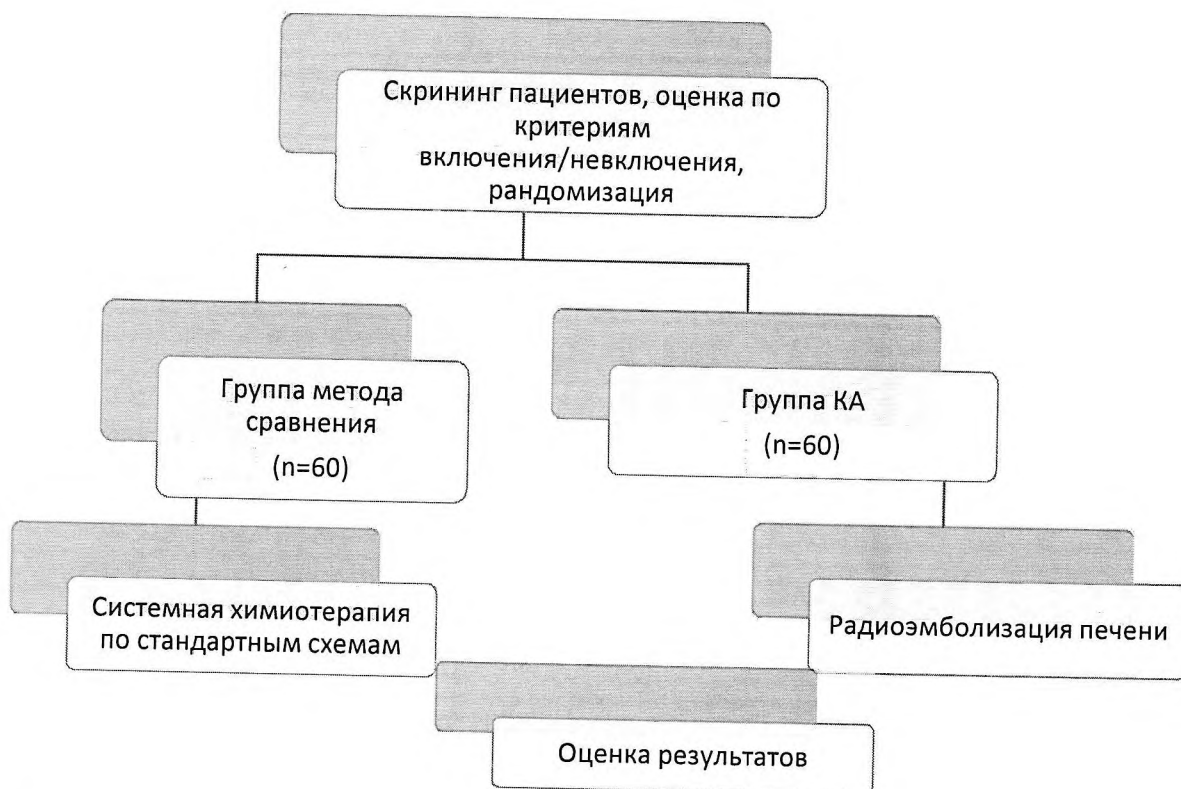 Скрининг пациентов, оценка по
критериям
включения/невключения,
рандомизация
Группа метода
сравнения
(n=60)
Группа КА
(n=60)
Системная химиотерапия
по стандартным схемам
Радиоэмболизация печени
Оценка результатов